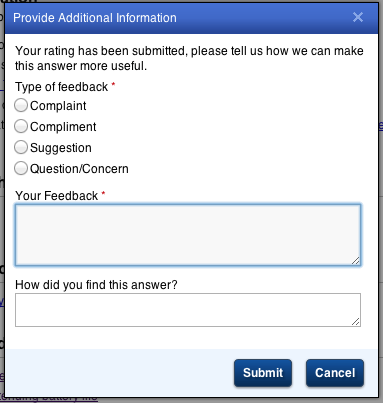 Provide Additional Information
Your rating has been submitted, please tell us how we can make
this answer more useful.
Type of feedback *
Complaint
Compliment
Suggestion
Question/Concern
Your Feedback *
How did you find this answer?
Submit
Cancel